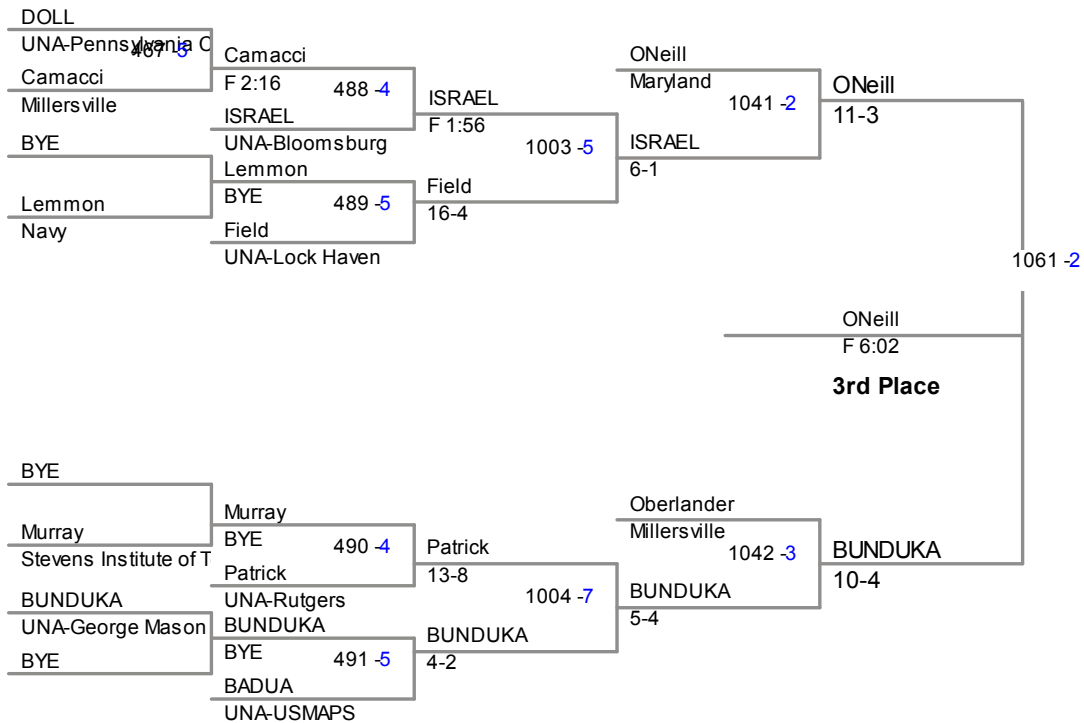 DOLL
UNA-Pennsylvania C
467 -5
Camacci
Millersville
BYE
Lemmon
Navy
Camacci
F 2:16
488 -4
ISRAEL
UNA-Bloomsburg
Lemmon
BYE
489 -5
Field
UNA-Lock Haven
ISRAEL
F 1:56
1003 -5
Field
16-4
ONeill
Maryland
1041 -2
ISRAEL
6-1
ONeill
11-3
1061 -2
ONeill
F 6:02
3rd Place
BYE
Murray
Stevens Institute of T
BUNDUKA
UNA-George Mason
BYE
Murray
BYE
490 -4
Patrick
UNA-Rutgers
BUNDUKA
BYE
491 -5
BADUA
UNA-USMAPS
Patrick
13-8
1004 -7
BUNDUKA
4-2
Oberlander
Millersville
1042 -3
BUNDUKA
5-4
BUNDUKA
10-4